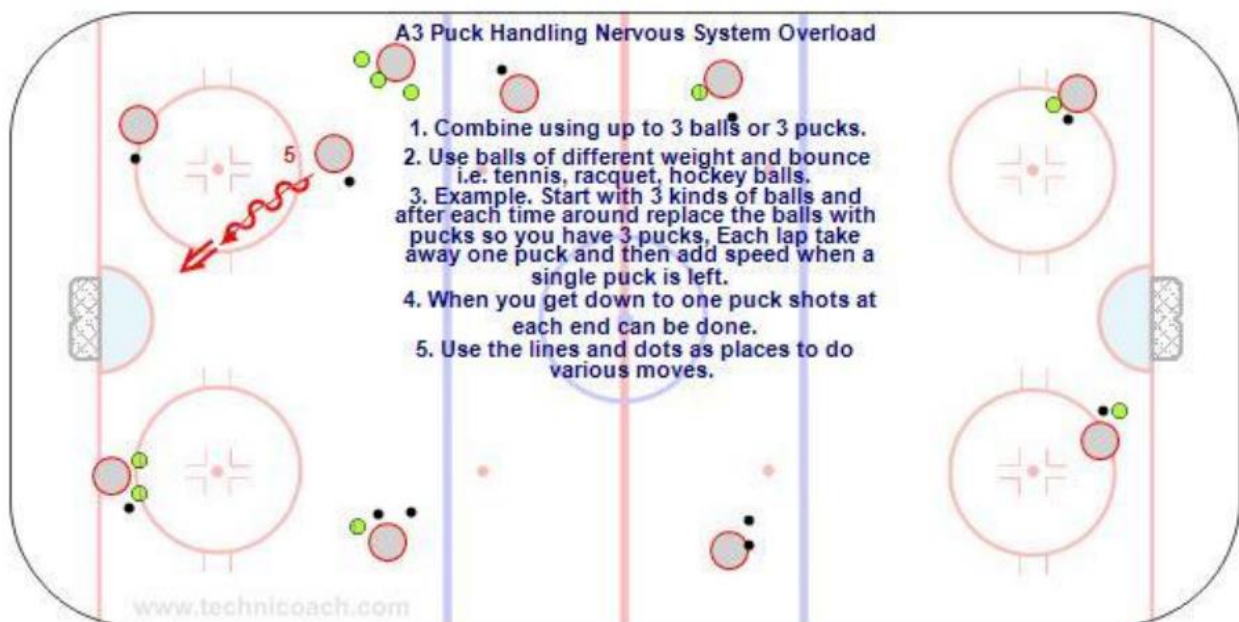 A3 Puck Handling Nervous System Overload
1. Combine using up to 3 balls or 3 pucks.
2. Use balls of different weight and bounce
i.e. tennis, racquet, hockey balls.
3. Example. Start with 3 kinds of balls and
after each time around replace the balls with
pucks so you have 3 pucks, Each lap take
away one puck and then add speed when a
single puck is left.
4. When you get down to one puck shots at
each end can be done.
5. Use the lines and dots as places to do
various moves.
5
www.technicoach.com